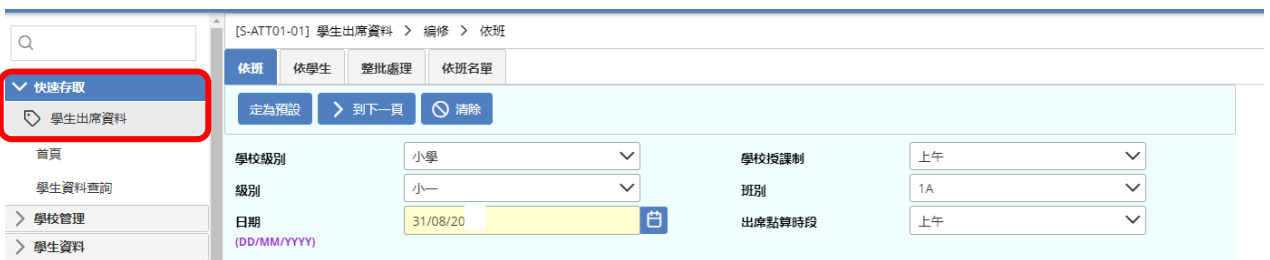 [S-ATT01-01] 學生出席資料 > 編修 > 依班
快速存取
學生出席資料
首頁
學生資料查詢
學校管理
學生資料
依班 依學生 整批處理 依班名單
定為預設 到下一頁 清除
學校級別 小學 學校授課制 上午
級別 小一 班別 1A
日期 31/08/20 出席點算時段 上午
(DD/MM/YYYY)